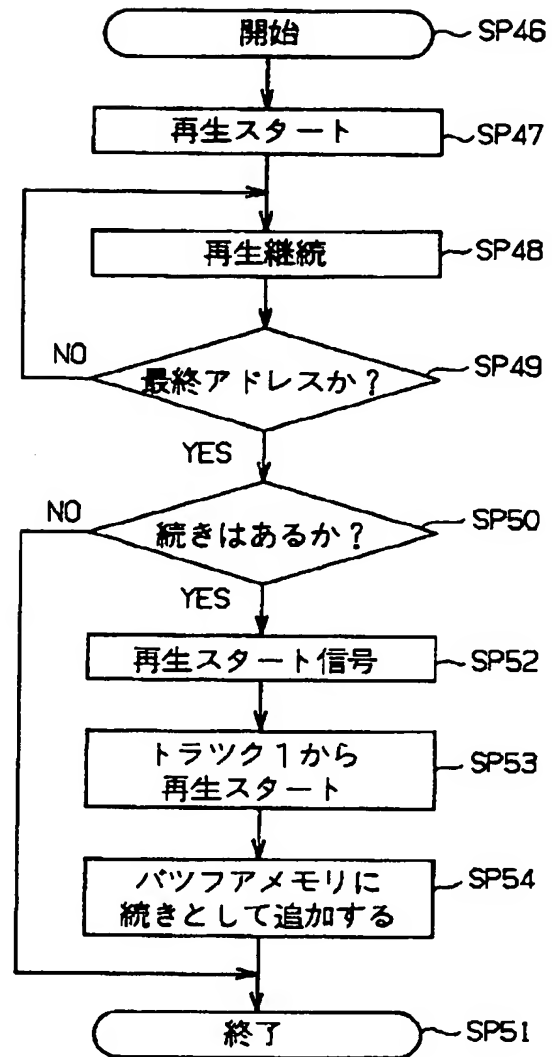 開始
SP46
再生スタート
SP47
再生継続
SP48
NO
最終アドレスか？
SP49
YES
NO
続きはあるか？
SP50
YES
再生スタート信号
SP52
トラツク1から
再生スタート
SP53
バツフアメモリに
続きとして追加する
SP54
終了
SP51